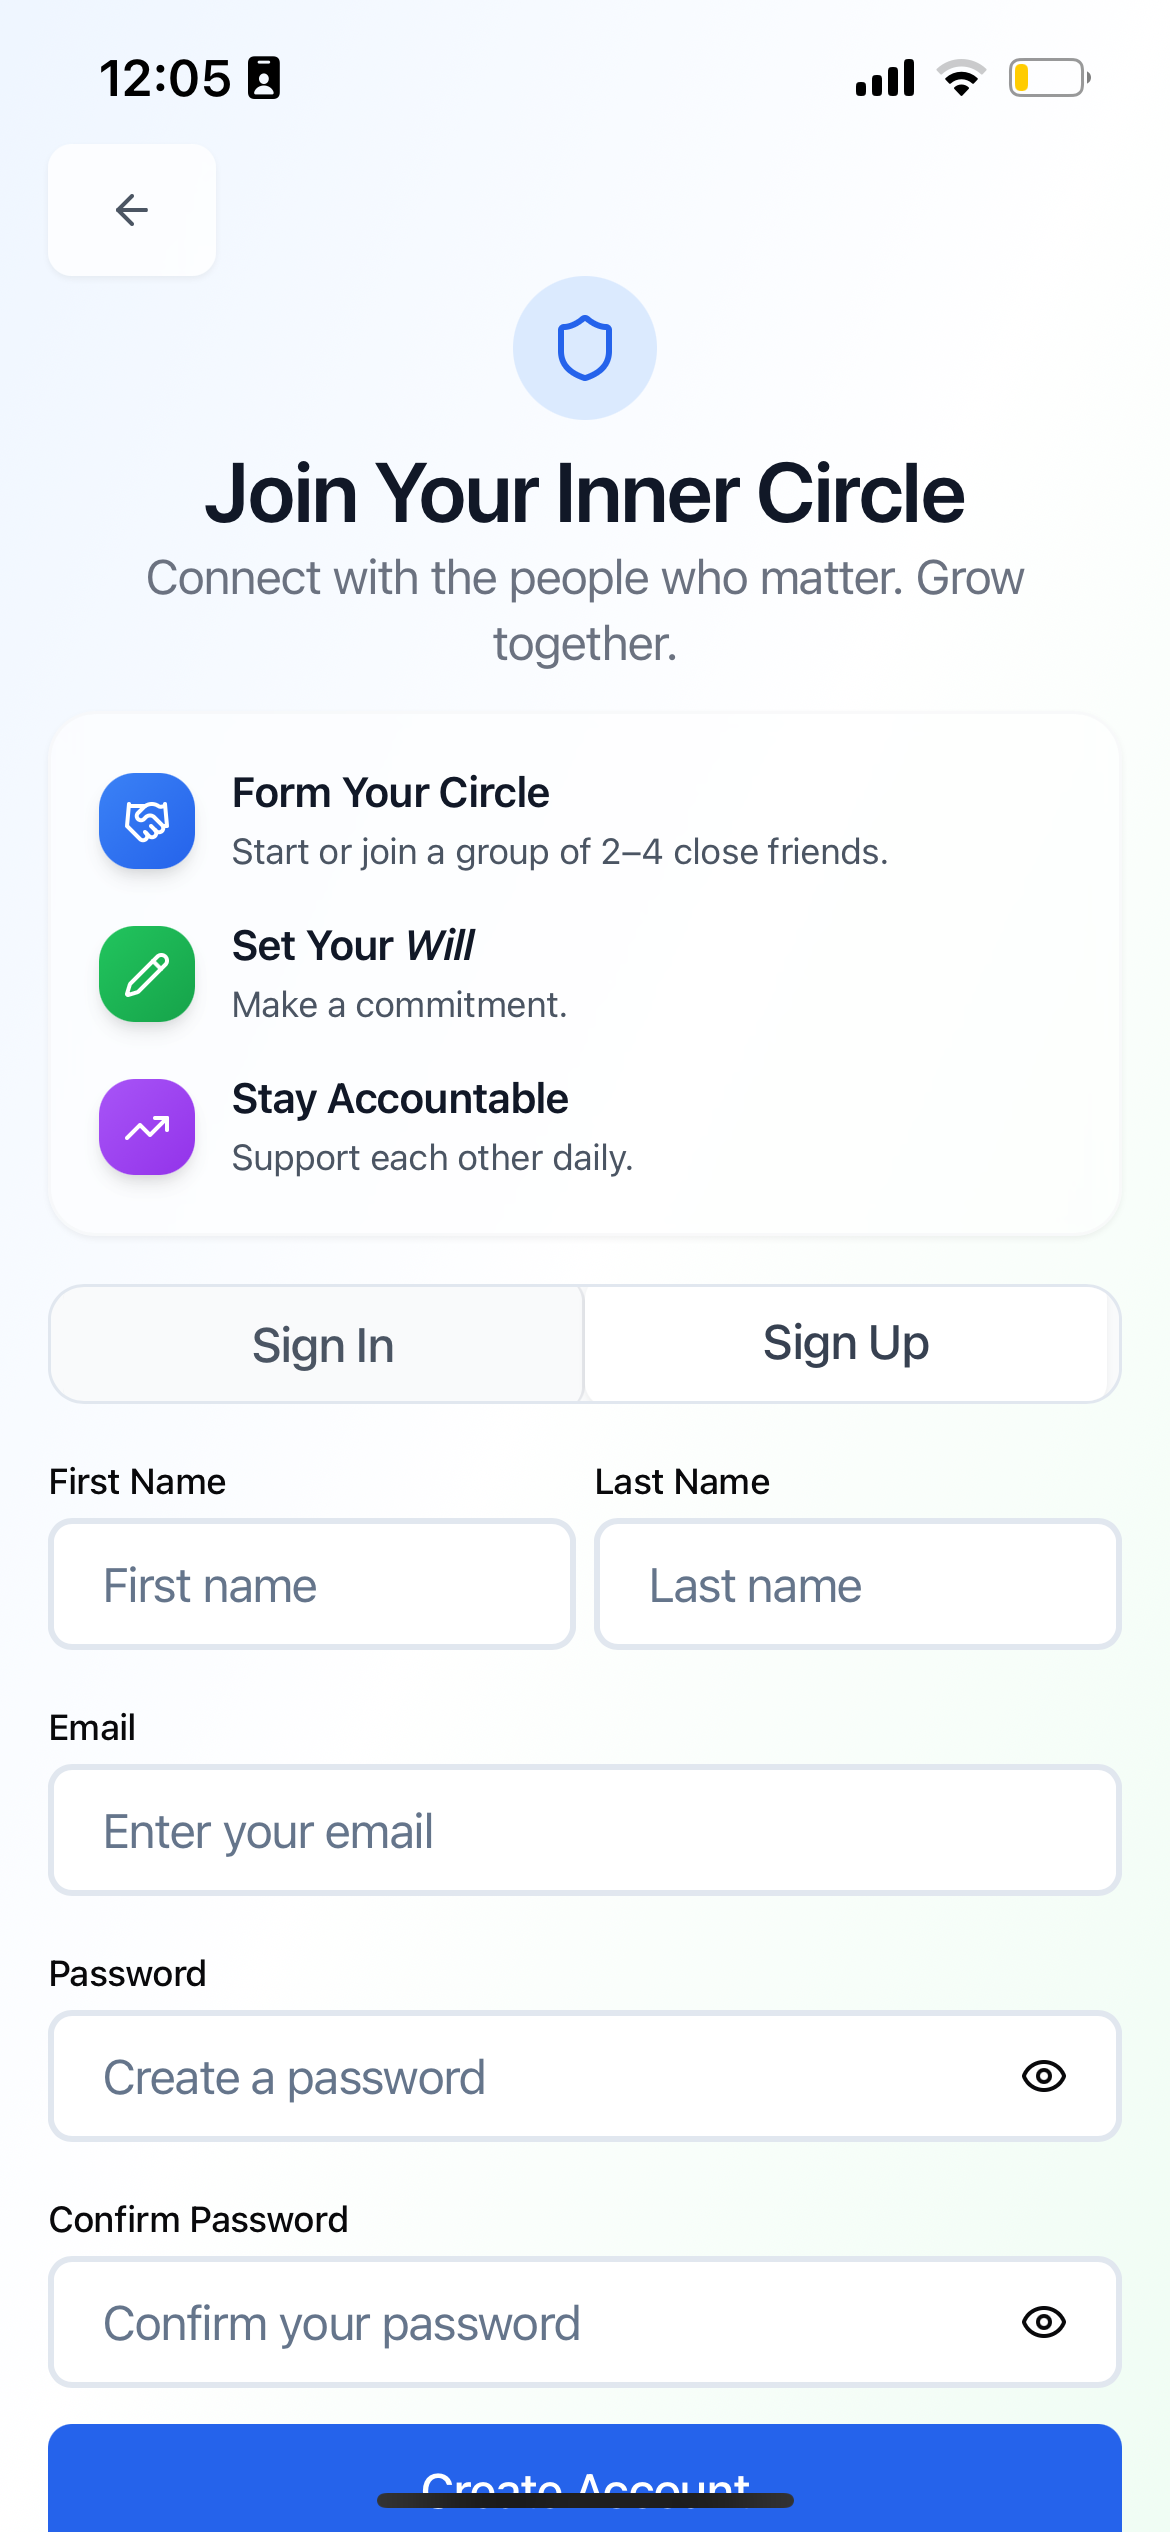 12:05
Join Your Inner Circle
Connect with the people who matter. Grow
together.
Form Your Circle
Start or join a group of 2–4 close friends.
Set Your Will
Make a commitment.
Stay Accountable
Support each other daily.
Sign In
Sign Up
First Name
Last Name
First name
Last name
Email
Enter your email
Password
Create a password
Confirm Password
Confirm your password
Create Account